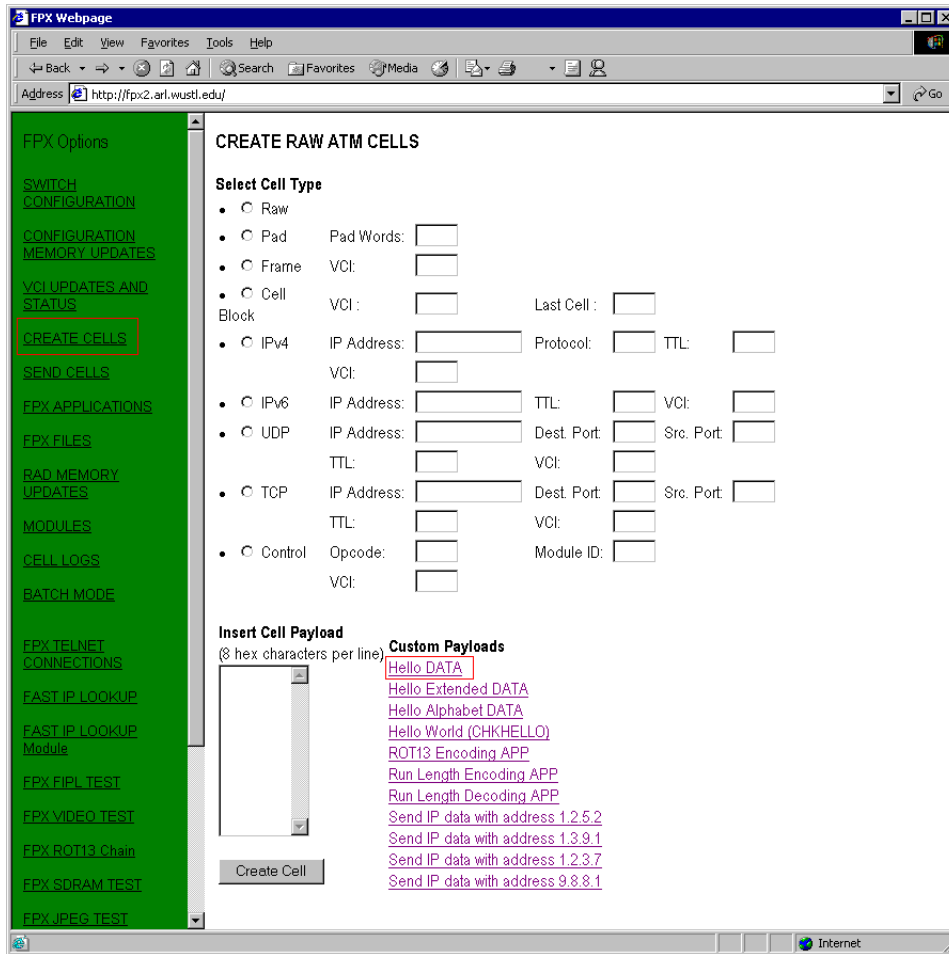 FPX Webpage
File Edit View Favorites Tools Help
Back Search Favorites Media
Address http://fpx2.arl.wustl.edu/ Go
FPX Options
SWITCH
CONFIGURATION
CONFIGURATION
MEMORY UPDATES
VCI UPDATES AND
STATUS
CREATE CELLS
SEND CELLS
FPX APPLICATIONS
FPX FILES
RAD MEMORY
UPDATES
MODULES
CELL LOGS
BATCH MODE
FPX TELNET
CONNECTIONS
FAST IP LOOKUP
FAST IP LOOKUP
Module
FPX FIPL TEST
FPX VIDEO TEST
FPX ROT13 Chain
FPX SDRAM TEST
FPX JPEG TEST
CREATE RAW ATM CELLS
Select Cell Type
Raw
Pad Pad Words:
Frame VCI:
Cell
Block VCI : Last Cell :
IPv4 IP Address: Protocol: TTL:
VCI:
IPv6 IP Address: TTL: VCI:
UDP IP Address: Dest. Port: Src. Port:
TTL: VCI:
TCP IP Address: Dest. Port: Src. Port:
TTL: VCI:
Control Opcode: Module ID:
VCI:
Insert Cell Payload
(8 hex characters per line)
Create Cell
Custom Payloads
Hello DATA
Hello Extended DATA
Hello Alphabet DATA
Hello World (CHKHELLO)
ROT13 Encoding APP
Run Length Encoding APP
Run Length Decoding APP
Send IP data with address 1.2.5.2
Send IP data with address 1.3.9.1
Send IP data with address 1.2.3.7
Send IP data with address 9.8.8.1
Internet